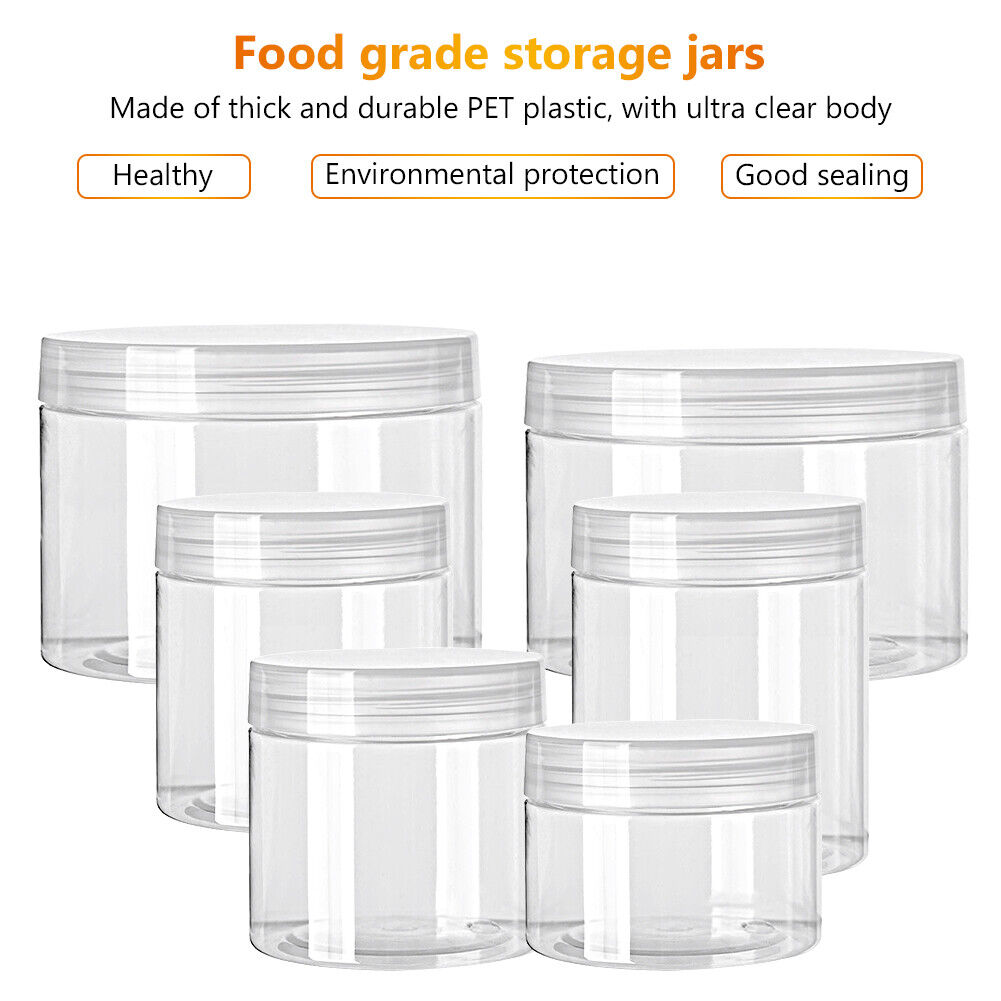 Food grade storage jars
Made of thick and durable PET plastic, with ultra clear body
Healthy
Environmental protection
Good sealing